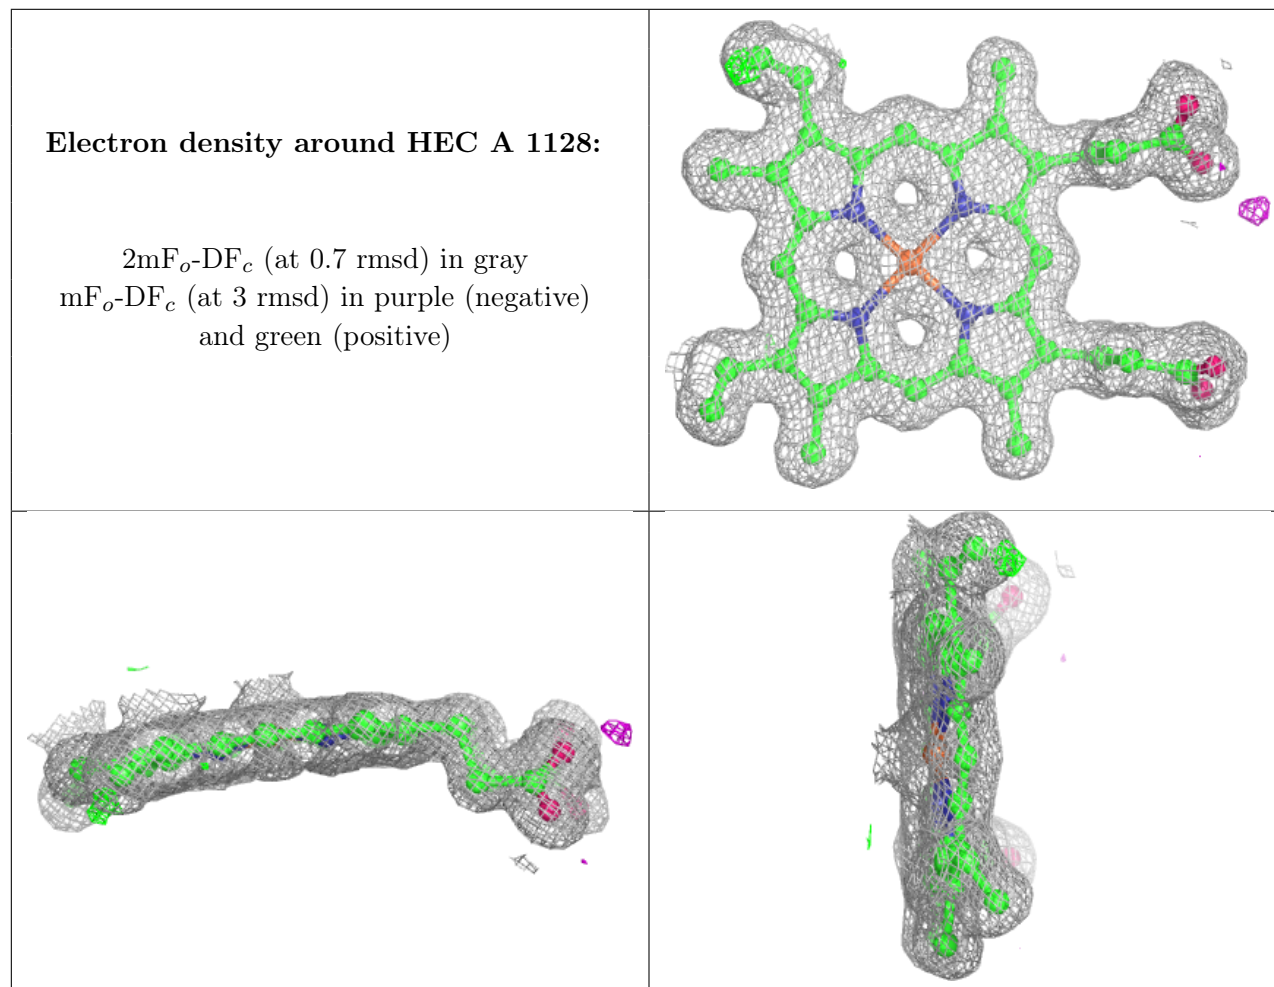 Electron density around HEC A 1128:
2mFₒ-DF𝒸 (at 0.7 rmsd) in gray
mFₒ-DF𝒸 (at 3 rmsd) in purple (negative)
and green (positive)